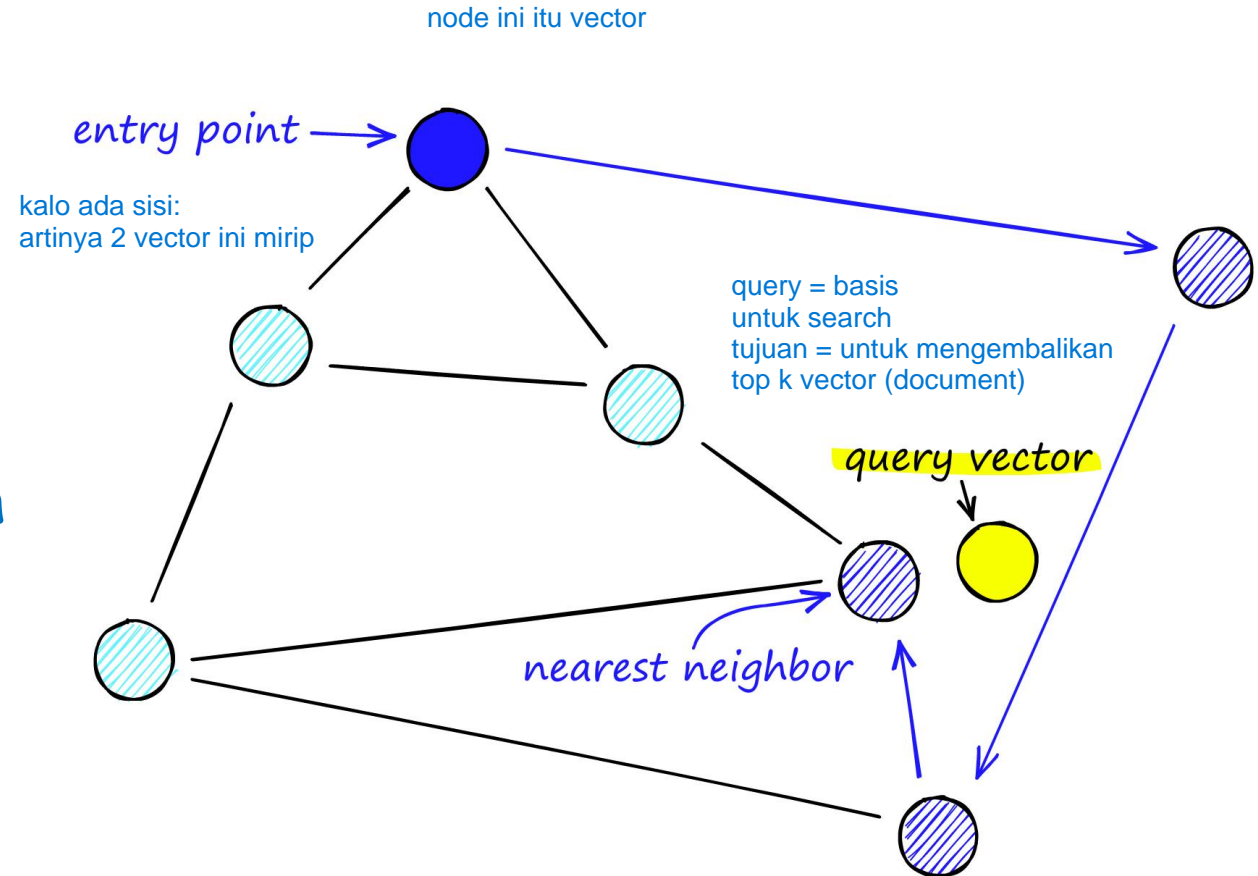 node ini itu vector
entry point
kalo ada sisi:
artinya 2 vector ini mirip
query = basis
untuk search
tujuan = untuk mengembalikan
top k vector (document)
query vector
nearest neighbor